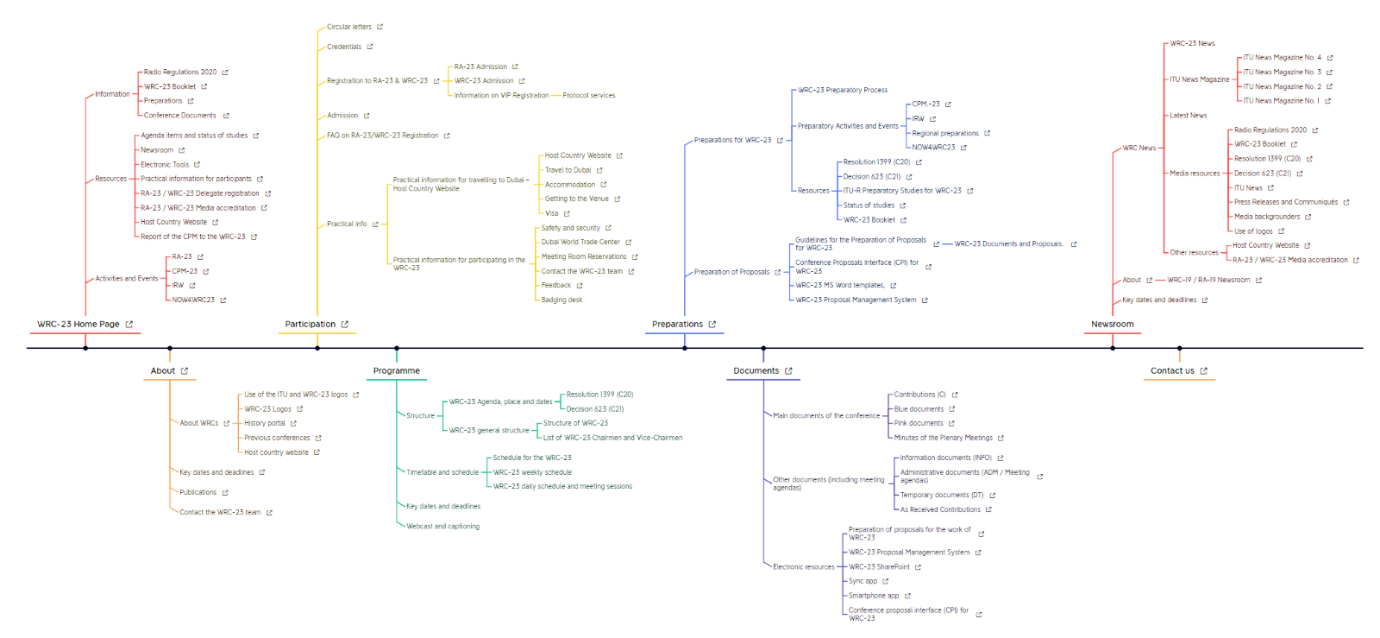 Information
Radio Regulations 2020
WRC-23 Booklet
Preparations
Conference Documents
Resources
Agenda items and status of studies
Newsroom
Electronic Tools
Practical information for participants
RA-23 / WRC-23 Delegate registration
RA-23 / WRC-23 Media accreditation
Host Country Website
Report of the CPM to the WRC-23
Activities and Events
RA-23
CPM-23
IRW
NOW4WRC23
WRC-23 Home Page
Circular letters
Credentials
Registration to RA-23 & WRC-23
RA-23 Admission
WRC-23 Admission
Information on VIP Registration
Protocol services
Admission
FAQ on RA-23/WRC-23 Registration
Practical Info
Practical information for travelling to Dubai –
Host Country Website
Host Country Website
Travel to Dubai
Accommodation
Getting to the Venue
Visa
Practical information for participating in the
WRC-23
Safety and security
Dubai World Trade Center
Meeting Room Reservations
Contact the WRC-23 team
Feedback
Badging desk
Participation
Preparations for WRC-23
WRC-23 Preparatory Process
Preparatory Activities and Events
CPM.-23
IRW
Regional preparations
NOW4WRC23
Resources
Resolution 1399 (C20)
Decision 623 (C21)
ITU-R Preparatory Studies for WRC-23
Status of studies
WRC-23 Booklet
Preparation of Proposals
Guidelines for the Preparation of Proposals
for WRC-23
WRC-23 Documents and Proposals.
Conference Proposals Interface (CPI) for
WRC-23
WRC-23 MS Word templates,
WRC-23 Proposal Management System
Preparations
WRC News
WRC-23 News
ITU News Magazine
ITU News Magazine No. 4
ITU News Magazine No. 3
ITU News Magazine No. 2
ITU News Magazine No. 1
Latest News
Media resources
Radio Regulations 2020
WRC-23 Booklet
Resolution 1399 (C20)
Decision 623 (C21)
ITU News
Press Releases and Communiqués
Media backgrounders
Use of logos
Other resources
Host Country Website
RA-23 / WRC-23 Media accreditation
About
WRC-19 / RA-19 Newsroom
Key dates and deadlines
Newsroom
About
About WRCs
Use of the ITU and WRC-23 logos
WRC-23 Logos
History portal
Previous conferences
Host country website
Key dates and deadlines
Publications
Contact the WRC-23 team
Programme
Structure
WRC-23 Agenda, place and dates
Resolution 1399 (C20)
Decision 623 (C21)
WRC-23 general structure
Structure of WRC-23
List of WRC-23 Chairmen and Vice-Chairmen
Timetable and schedule
Schedule for the WRC-23
WRC-23 weekly schedule
WRC-23 daily schedule and meeting sessions
Key dates and deadlines
Webcast and captioning
Documents
Main documents of the conference
Contributions (C)
Blue documents
Pink documents
Minutes of the Plenary Meetings
Other documents (including meeting
agendas)
Information documents (INFO)
Administrative documents (ADM / Meeting
agendas)
Temporary documents (DT)
As Received Contributions
Electronic resources
Preparation of proposals for the work of
WRC-23
WRC-23 Proposal Management System
WRC-23 SharePoint
Sync app
Smartphone app
Conference proposal interface (CPI) for
WRC-23
Contact us